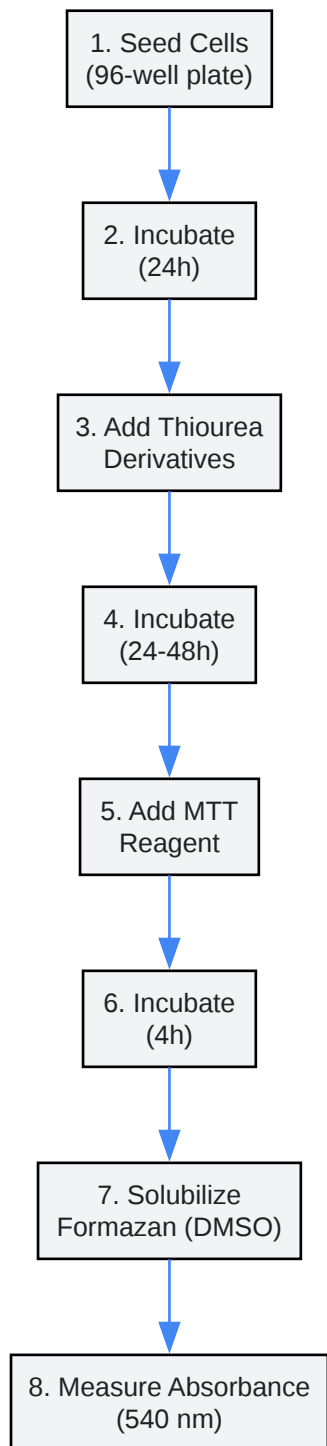 1. Seed Cells
(96-well plate)
2. Incubate
(24h)
3. Add Thiourea
Derivatives
4. Incubate
(24-48h)
5. Add MTT
Reagent
6. Incubate
(4h)
7. Solubilize
Formazan (DMSO)
8. Measure Absorbance
(540 nm)